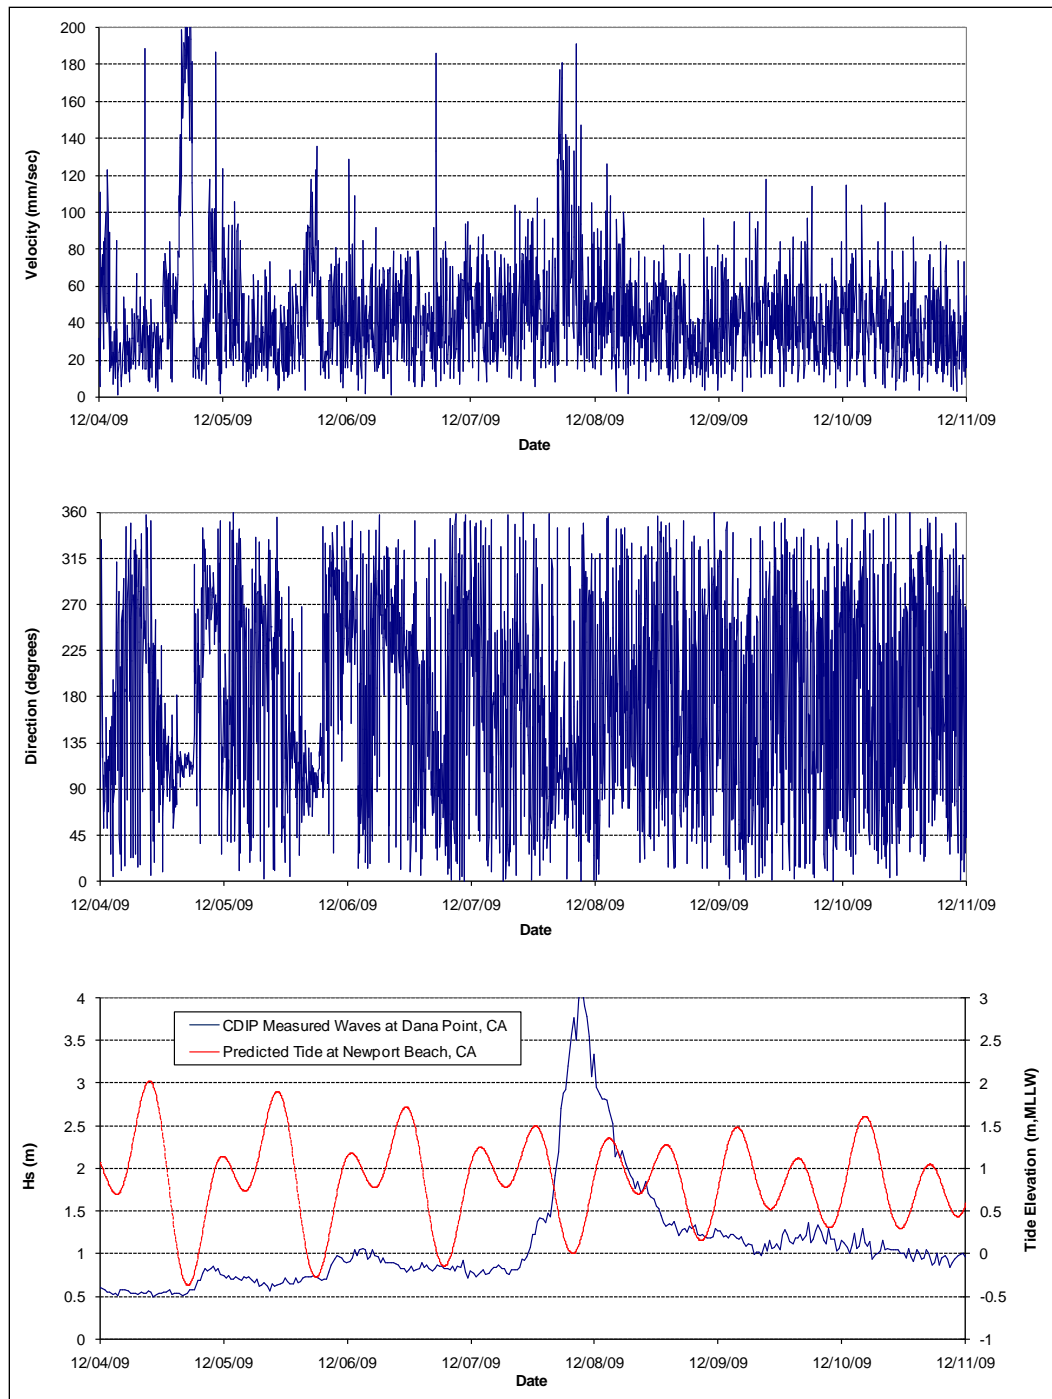 200
180
160
140
120
100
80
60
40
20
0
Velocity (mm/sec)
12/04/09 12/05/09 12/06/09 12/07/09 12/08/09 12/09/09 12/10/09 12/11/09
Date
360
315
270
225
180
135
90
45
0
Direction (degrees)
12/04/09 12/05/09 12/06/09 12/07/09 12/08/09 12/09/09 12/10/09 12/11/09
Date
4 3
3.5 2.5
3 2
2.5 1.5
2 1
1.5 0.5
1 0
0.5 -0.5
0 -1
Hs (m)
Tide Elevation (m,MLLW)
CDIP Measured Waves at Dana Point, CA
Predicted Tide at Newport Beach, CA
12/04/09 12/05/09 12/06/09 12/07/09 12/08/09 12/09/09 12/10/09 12/11/09
Date